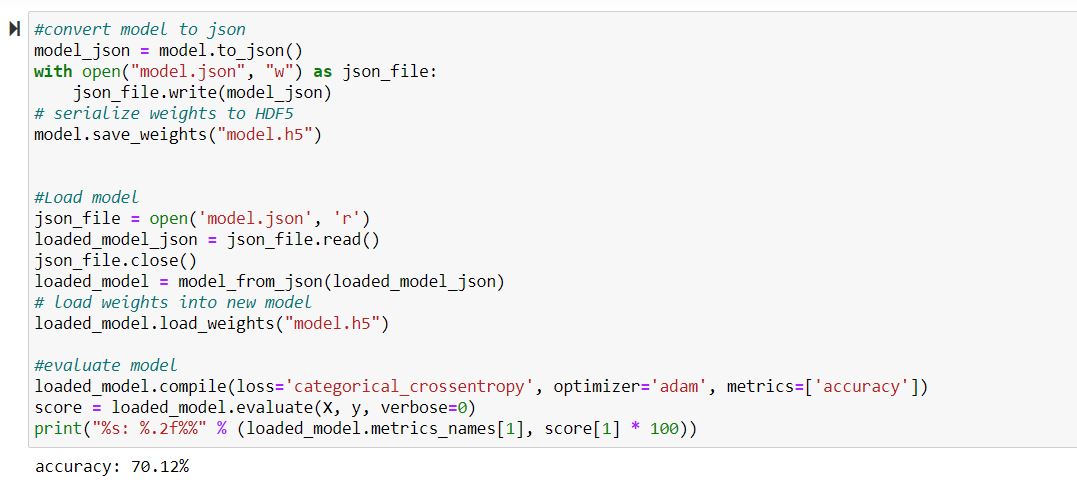 #convert model to json
model_json = model.to_json()
with open("model.json", "w") as json_file:
    json_file.write(model_json)
# serialize weights to HDF5
model.save_weights("model.h5")
#Load model
json_file = open('model.json', 'r')
loaded_model_json = json_file.read()
json_file.close()
loaded_model = model_from_json(loaded_model_json)
# load weights into new model
loaded_model.load_weights("model.h5")
#evaluate model
loaded_model.compile(loss='categorical_crossentropy', optimizer='adam', metrics=['accuracy'])
score = loaded_model.evaluate(X, y, verbose=0)
print("%s: %.2f%%" % (loaded_model.metrics_names[1], score[1] * 100))
accuracy: 70.12%